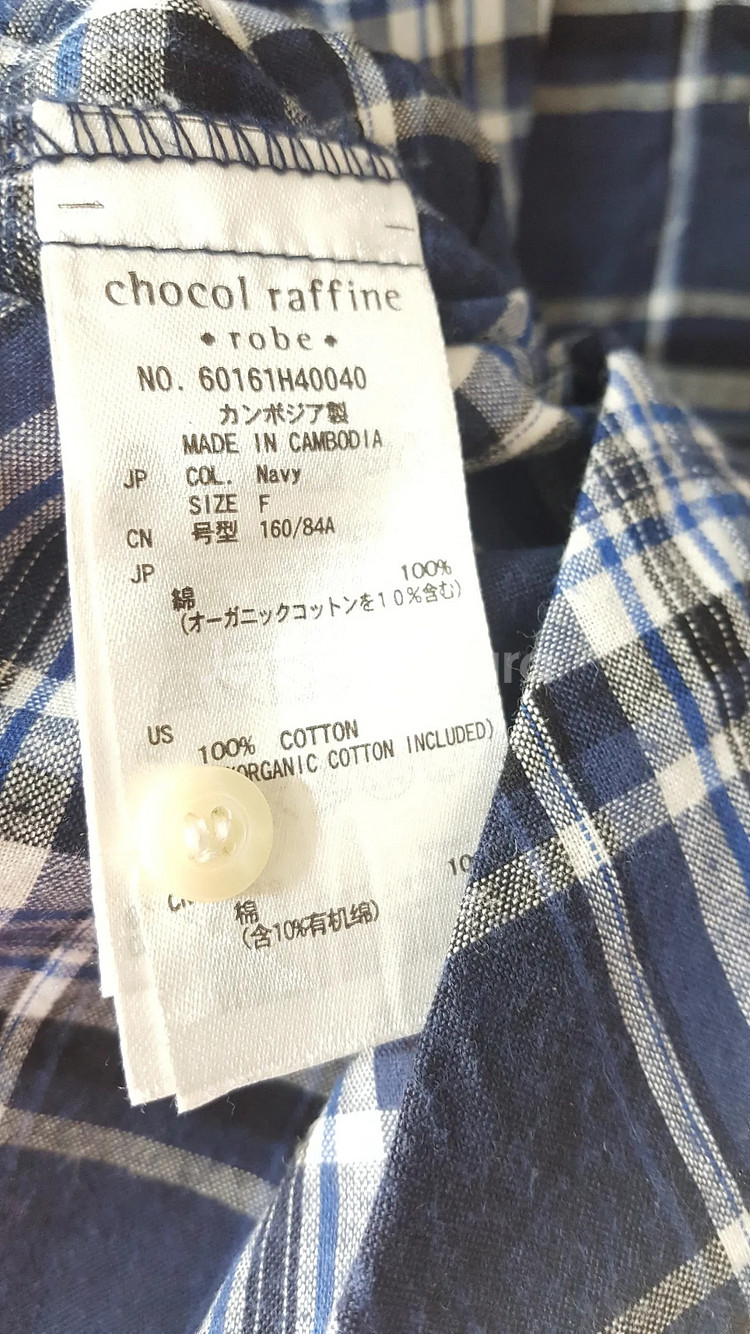 chocol raffine
• robe •
NO. 60161H40040
カンボジア製
MADE IN CAMBODIA
JP COL. Navy
SIZE F
CN 号型 160/84A
JP
綿 100%
(オーガニックコットンを10%含む)
US
100% COTTON
ORGANIC COTTON INCLUDED)
10
棉
(含10%有机绵)